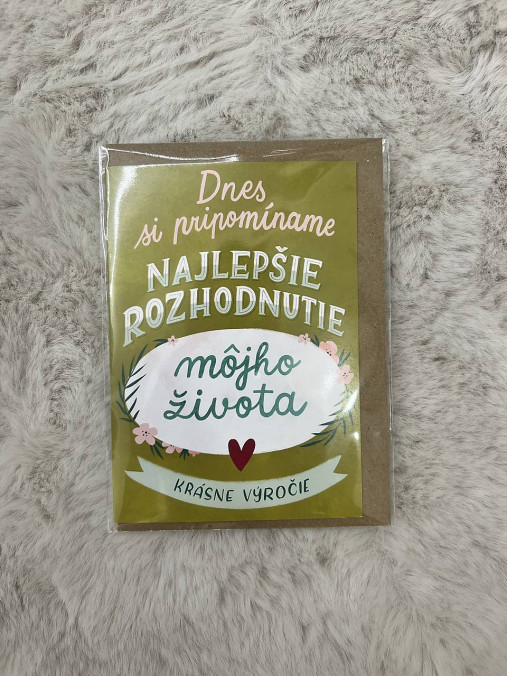 Dnes
si pripomíname
NAJLEPŠIE
ROZHODNUTIE
môjho
života
KRÁSNE VÝROČIE